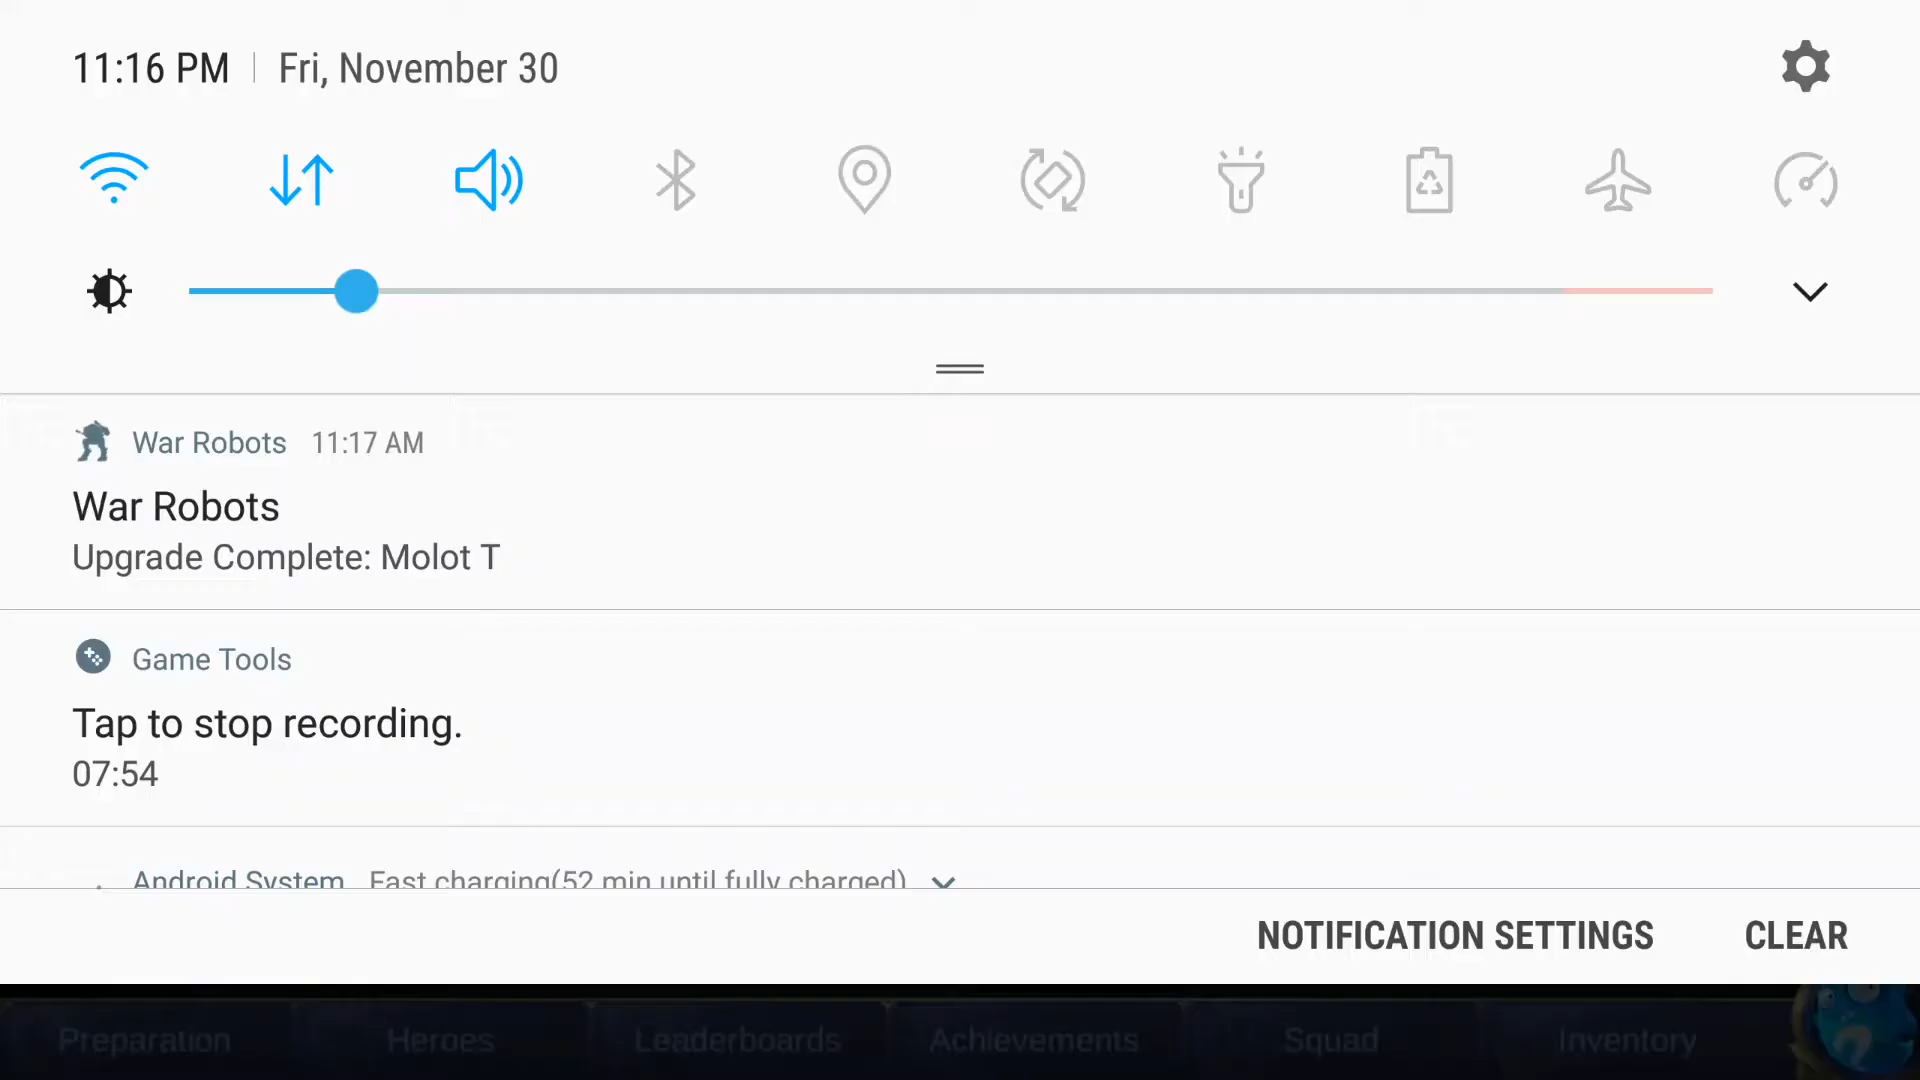 11:16 PM Fri, November 30
War Robots 11:17 AM
War Robots
Upgrade Complete: Molot T
Game Tools
Tap to stop recording.
07:54
Android System Fast charging(52 min until fully charged)
NOTIFICATION SETTINGS CLEAR
Preparation Heroes Leaderboards Achievements Squad Inventory